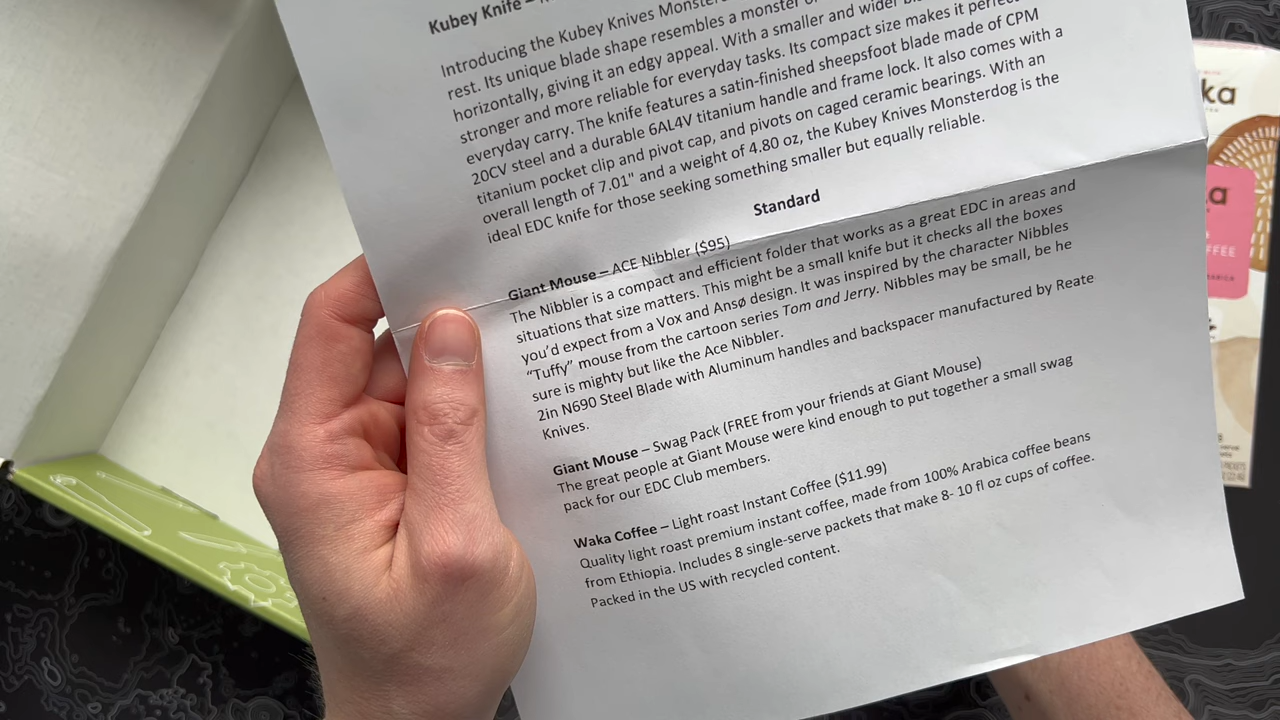 Kubey Knife –
Introducing the Kubey Knives Monster
rest. Its unique blade shape resembles a monster
horizontally, giving it an edgy appeal. With a smaller and wider
stronger and more reliable for everyday tasks. Its compact size makes it
everyday carry. The knife features a satin-finished sheepsfoot blade made of CPM
20CV steel and a durable 6AL4V titanium handle and frame lock. It also comes with a
titanium pocket clip and pivot cap, and pivots on caged ceramic bearings. With an
overall length of 7.01" and a weight of 4.80 oz, the Kubey Knives Monsterdog is the
ideal EDC knife for those seeking something smaller but equally reliable.
Standard
Giant Mouse – ACE Nibbler ($95)
The Nibbler is a compact and efficient folder that works as a great EDC in areas and
situations that size matters. This might be a small knife but it checks all the boxes
you'd expect from a Vox and Ansø design. It was inspired by the character Nibbles
"Tuffy" mouse from the cartoon series Tom and Jerry. Nibbles may be small, be he
sure is mighty but like the Ace Nibbler.
2in N690 Steel Blade with Aluminum handles and backspacer manufactured by Reate
Knives.
Giant Mouse – Swag Pack (FREE from your friends at Giant Mouse)
The great people at Giant Mouse were kind enough to put together a small swag
pack for our EDC Club members.
Waka Coffee – Light roast Instant Coffee ($11.99)
Quality light roast premium instant coffee, made from 100% Arabica coffee beans
from Ethiopia. Includes 8 single-serve packets that make 8- 10 fl oz cups of coffee.
Packed in the US with recycled content.
ka
a
FFEE